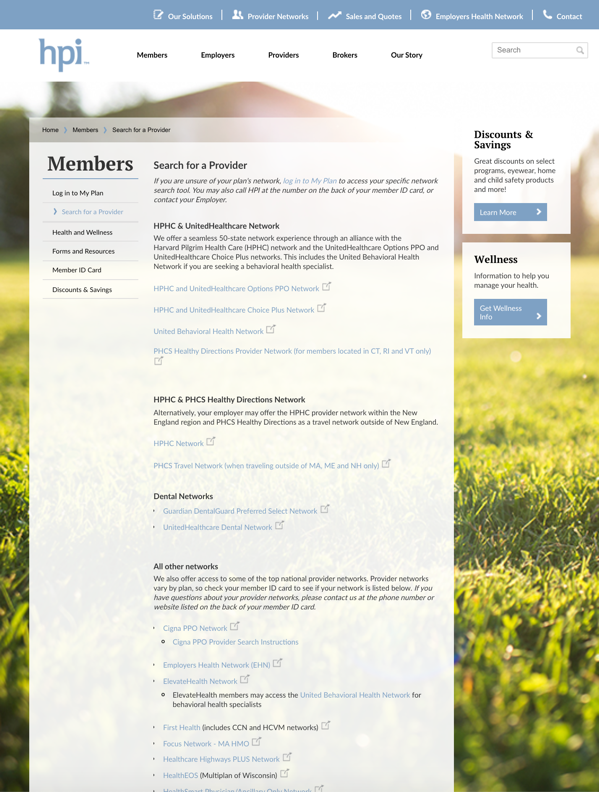 Our Solutions
Provider Networks
Sales and Quotes
Employers Health Network
Contact
hpi
Members
Employers
Providers
Brokers
Our Story
Search
Home
Members
Search for a Provider
Members
Log in to My Plan
Search for a Provider
Health and Wellness
Forms and Resources
Member ID Card
Discounts & Savings
Search for a Provider
If you are unsure of your plan's network, log in to My Plan to access your specific network
search tool. You may also call HPI at the number on the back of your member ID card, or
contact your Employer.
HPHC & UnitedHealthcare Network
We offer a seamless 50-state network experience through an alliance with the
Harvard Pilgrim Health Care (HPHC) network and the UnitedHealthcare Options PPO and
UnitedHealthcare Choice Plus networks. This includes the United Behavioral Health
Network if you are seeking a behavioral health specialist.
HPHC and UnitedHealthcare Options PPO Network
HPHC and UnitedHealthcare Choice Plus Network
United Behavioral Health Network
PHCS Healthy Directions Provider Network (for members located in CT, RI and VT only)
HPHC & PHCS Healthy Directions Network
Alternatively, your employer may offer the HPHC provider network within the New
England region and PHCS Healthy Directions as a travel network outside of New England.
HPHC Network
PHCS Travel Network (when traveling outside of MA, ME and NH only)
Dental Networks
Guardian DentalGuard Preferred Select Network
UnitedHealthcare Dental Network
All other networks
We also offer access to some of the top national provider networks. Provider networks
vary by plan, so check your member ID card to see if your network is listed below. If you
have questions about your provider networks, please contact us at the phone number or
website listed on the back of your member ID card.
Cigna PPO Network
Cigna PPO Provider Search Instructions
Employers Health Network (EHN)
ElevateHealth Network
ElevateHealth members may access the United Behavioral Health Network for
behavioral health specialists
First Health (includes CCN and HCVM networks)
Focus Network - MA HMO
Healthcare Highways PLUS Network
HealthEOS (Multiplan of Wisconsin)
HealthSmart Physician (Ancillary Only Network)
Discounts &
Savings
Great discounts on select
programs, eyewear, home
and child safety products
and more!
Learn More
Wellness
Information to help you
manage your health.
Get Wellness
Info